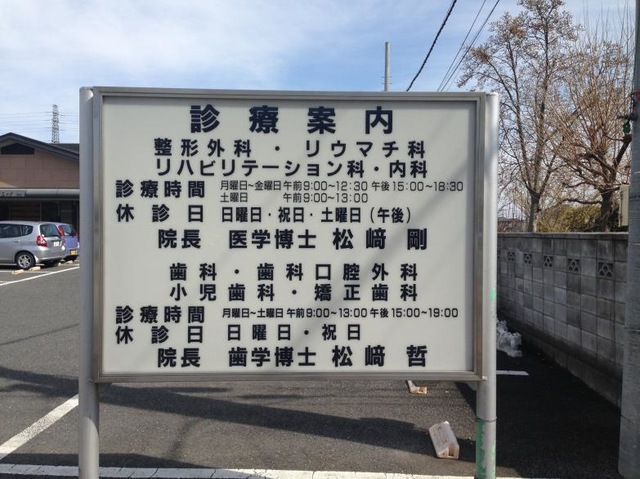 診療案内
整形外科・リウマチ科
リハビリテーション科・内科
診療時間 月曜日〜金曜日 午前9:00〜12:30 午後15:00〜18:30
土曜日 午前9:00〜13:00
休診日 日曜日・祝日・土曜日(午後)
院長 医学博士 松﨑 剛
歯科・歯科口腔外科
小児歯科・矯正歯科
診療時間 月曜日〜土曜日 午前9:00〜13:00 午後15:00〜19:00
休診日 日曜日・祝日
院長 歯学博士 松﨑 哲